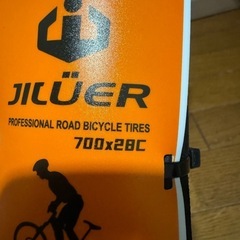 JILÜER
PROFESSIONAL ROAD BICYCLE TIRES
700x28C